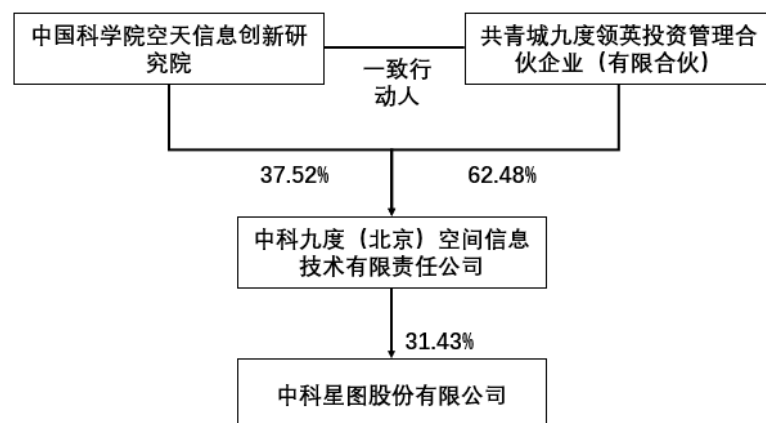 中国科学院空天信息创新研
究院
共青城九度领英投资管理合
伙企业（有限合伙）
一致行
动人
37.52%
62.48%
中科九度（北京）空间信息
技术有限责任公司
31.43%
中科星图股份有限公司